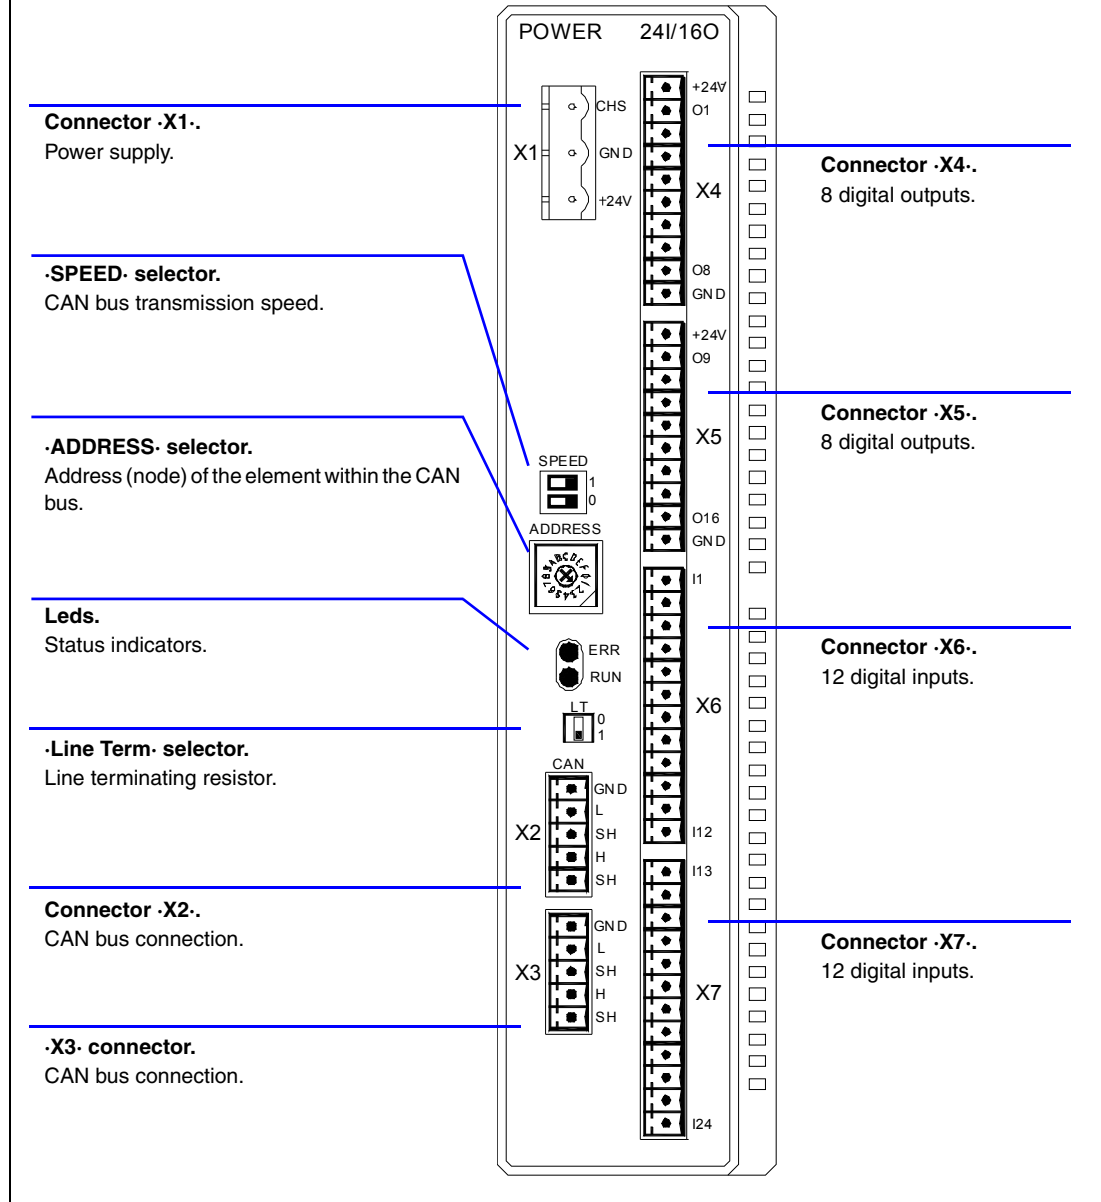 POWER 24I/16O
Connector ·X1·.
Power supply.
·SPEED· selector.
CAN bus transmission speed.
·ADDRESS· selector.
Address (node) of the element within the CAN
bus.
Leds.
Status indicators.
·Line Term· selector.
Line terminating resistor.
Connector ·X2·.
CAN bus connection.
·X3· connector.
CAN bus connection.
X1
CHS
GND
+24V
SPEED
1
0
ADDRESS
0123456789ABCDEF
ERR
RUN
LT
0
1
CAN
X2
GND
L
SH
H
SH
X3
GND
L
SH
H
SH
+24V
O1
X4
O8
GND
+24V
O9
X5
O16
GND
I1
X6
I12
I13
X7
I24
Connector ·X4·.
8 digital outputs.
Connector ·X5·.
8 digital outputs.
Connector ·X6·.
12 digital inputs.
Connector ·X7·.
12 digital inputs.